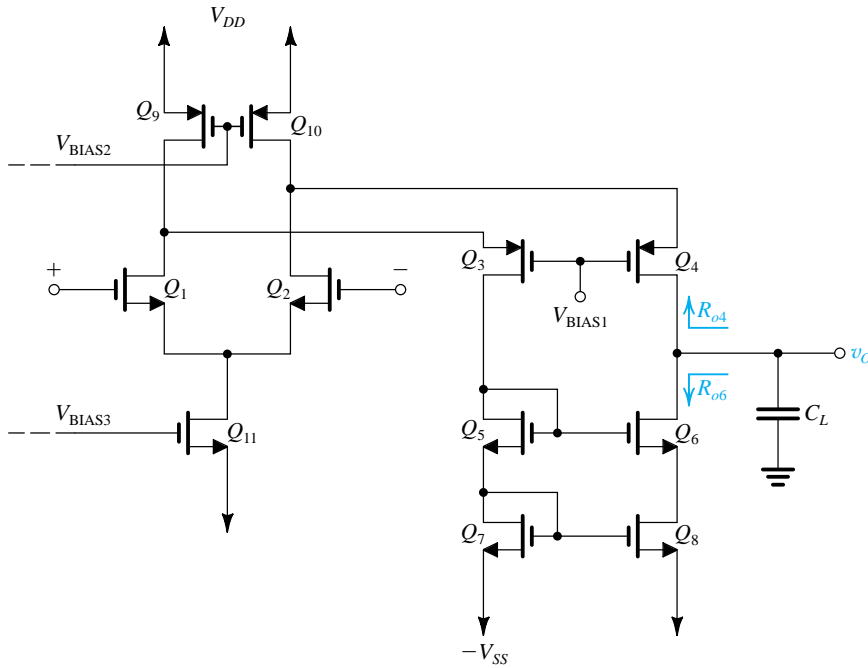 V_DD
Q_9
Q_10
V_BIAS2
Q_3
Q_4
+
Q_1
Q_2
−
R_o4
V_BIAS1
v_O
R_o6
V_BIAS3
Q_11
Q_5
Q_6
C_L
Q_7
Q_8
−V_SS